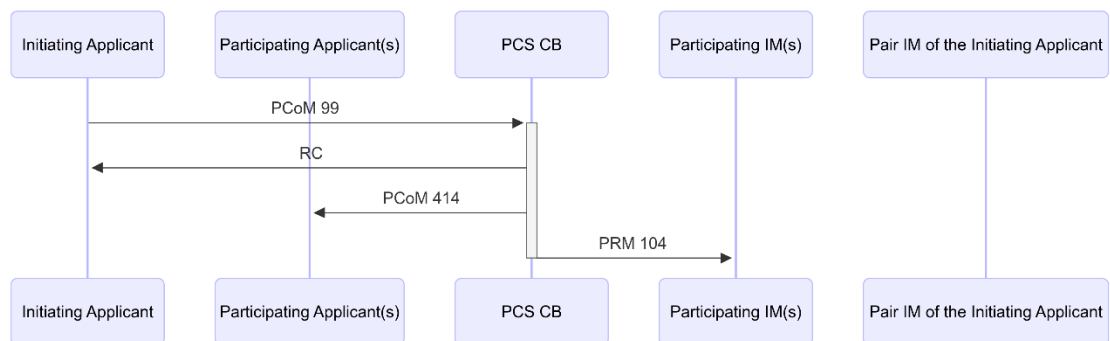 Initiating Applicant
Participating Applicant(s)
PCS CB
Participating IM(s)
Pair IM of the Initiating Applicant
PCoM 99
RC
PCoM 414
PRM 104
Initiating Applicant
Participating Applicant(s)
PCS CB
Participating IM(s)
Pair IM of the Initiating Applicant